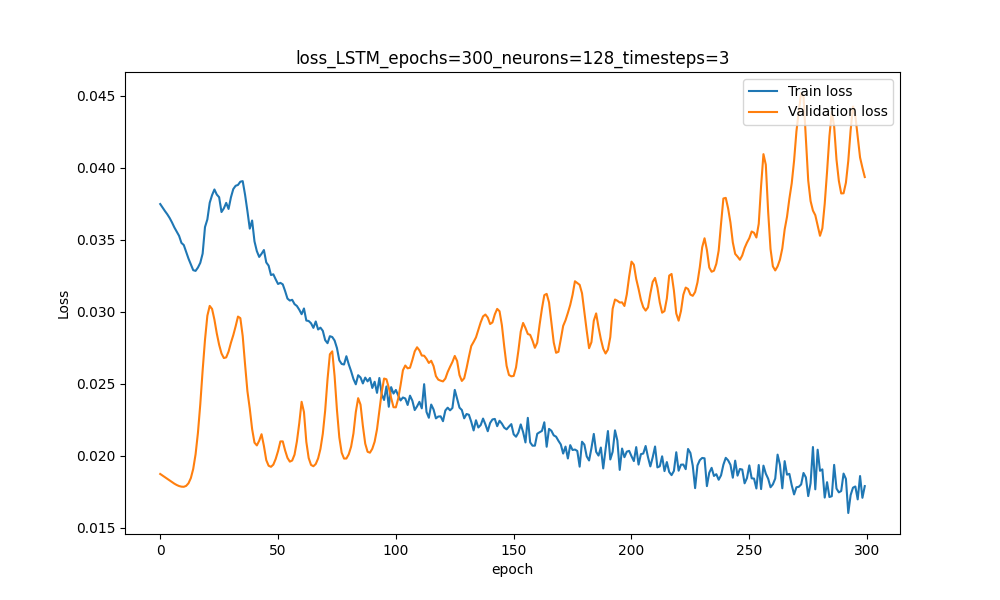 loss_LSTM_epochs=300_neurons=128_timesteps=3
Train loss
Validation loss
0.045
0.040
0.035
0.030
0.025
0.020
0.015
Loss
0 50 100 150 200 250 300
epoch